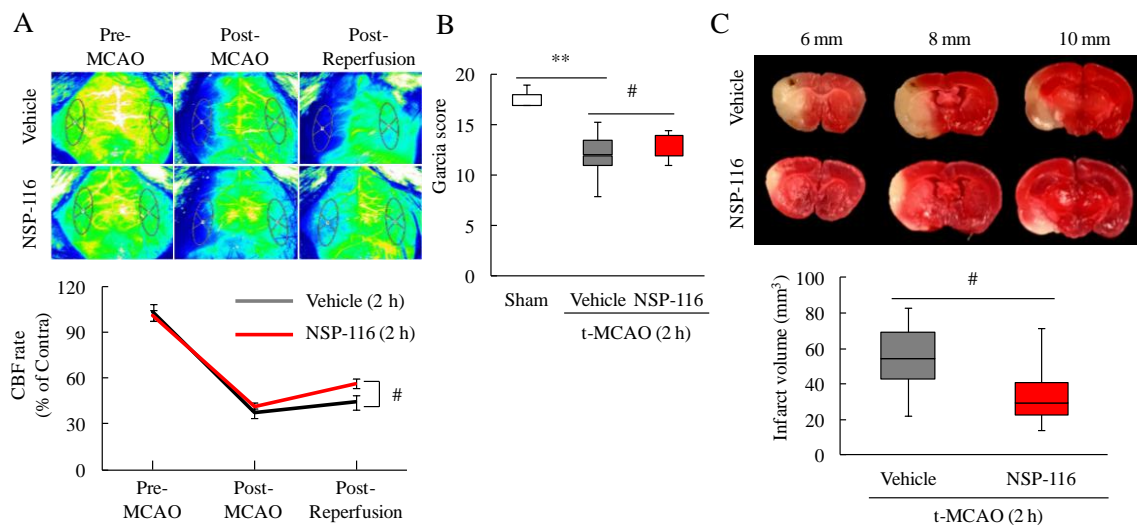 A
Pre-
MCAO
Post-
MCAO
Post-
Reperfusion
Vehicle
NSP-116
120
90
60
30
0
CBF rate
(% of Contra)
Vehicle (2 h)
NSP-116 (2 h)
#
Pre-
MCAO
Post-
MCAO
Post-
Reperfusion
B
20
15
10
5
0
Garcia score
**
#
Sham
Vehicle NSP-116
t-MCAO (2 h)
C
6 mm
8 mm
10 mm
Vehicle
NSP-116
100
80
60
40
20
0
Infarct volume (mm³)
#
Vehicle
NSP-116
t-MCAO (2 h)